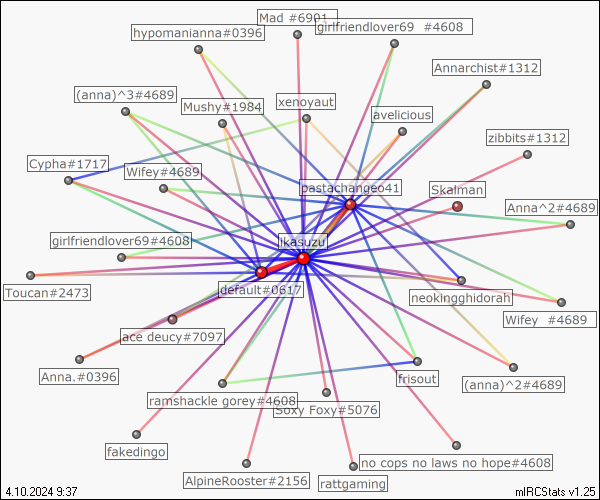 Mad #6901
girlfriendlover69 #4608
hypomanianna#0396
Annarchist#1312
(anna)^3#4689
xenoyaut
Mushy#1984
avelicious
zibbits#1312
Cypha#1717
Wifey#4689
pastachangeo41
Skalman
Anna^2#4689
girlfriendlover69#4608
Ikasuzu
Toucan#2473
default#0617
neokingghidorah
Wifey #4689
ace deucy#7097
Anna.#0396
frisout
(anna)^2#4689
ramshackle gorey#4608
Soxy Foxy#5076
fakedingo
no cops no laws no hope#4608
AlpineRooster#2156
rattgaming
4.10.2024 9:37
mIRCStats v1.25